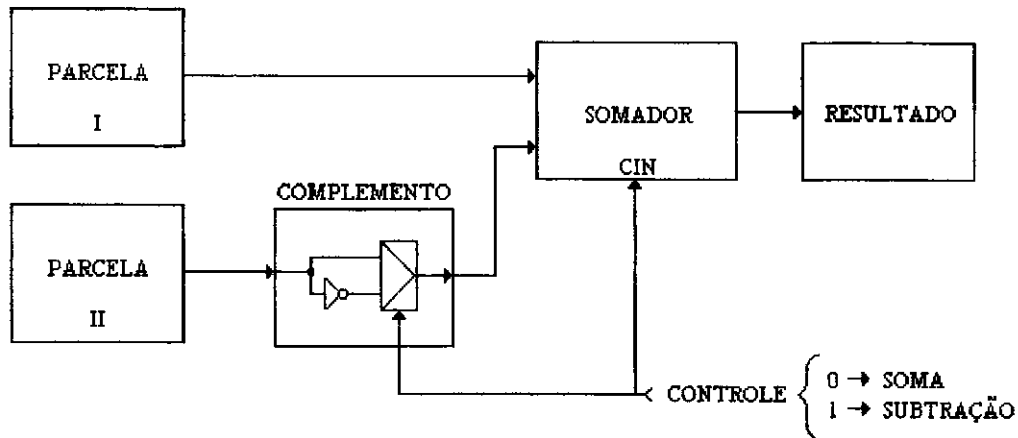 PARCELA
I
SOMADOR
CIN
RESULTADO
COMPLEMENTO
PARCELA
II
CONTROLE
0 → SOMA
1 → SUBTRAÇÃO